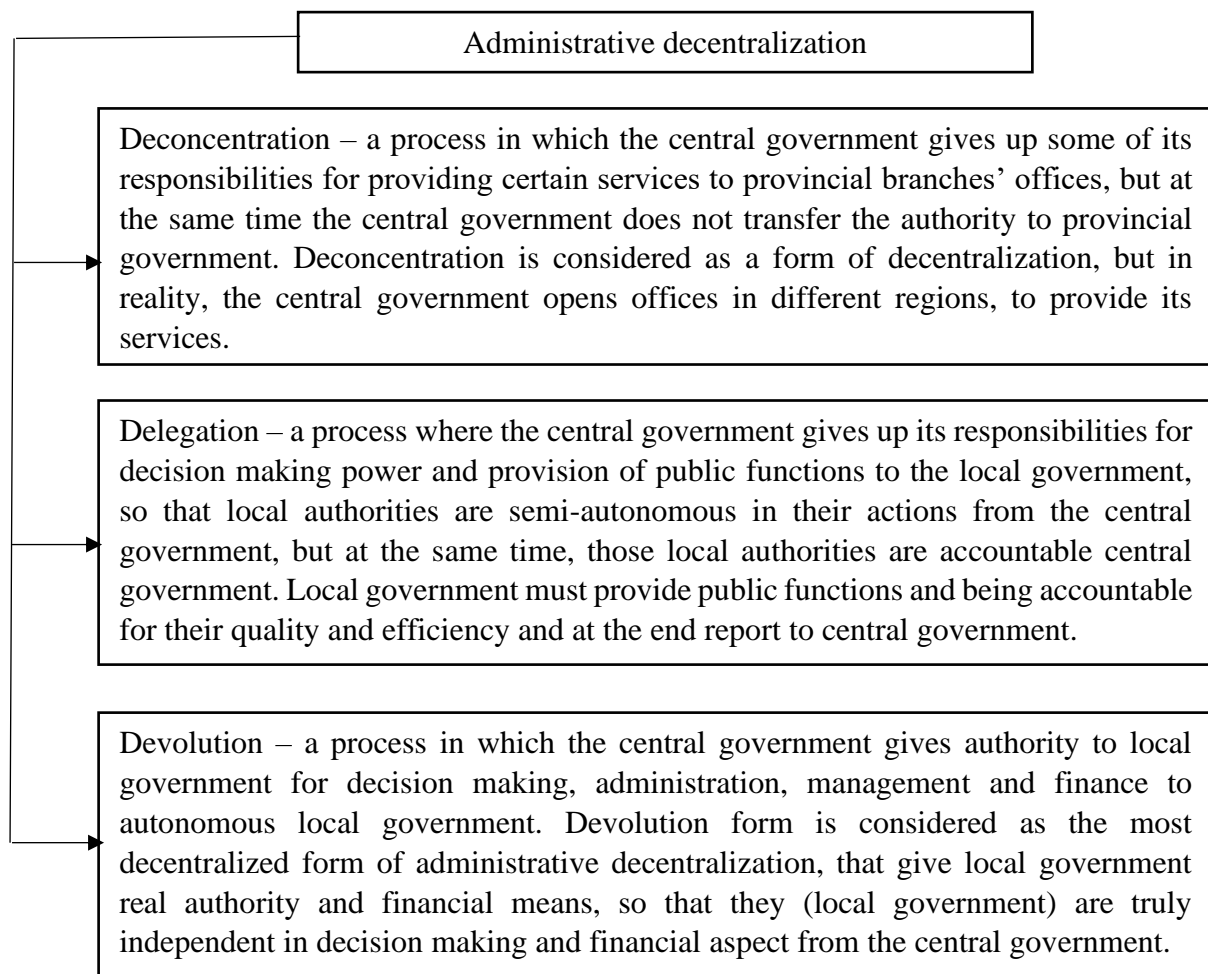 Administrative decentralization
Deconcentration – a process in which the central government gives up some of its
responsibilities for providing certain services to provincial branches’ offices, but at
the same time the central government does not transfer the authority to provincial
government. Deconcentration is considered as a form of decentralization, but in
reality, the central government opens offices in different regions, to provide its
services.
Delegation – a process where the central government gives up its responsibilities for
decision making power and provision of public functions to the local government,
so that local authorities are semi-autonomous in their actions from the central
government, but at the same time, those local authorities are accountable central
government. Local government must provide public functions and being accountable
for their quality and efficiency and at the end report to central government.
Devolution – a process in which the central government gives authority to local
government for decision making, administration, management and finance to
autonomous local government. Devolution form is considered as the most
decentralized form of administrative decentralization, that give local government
real authority and financial means, so that they (local government) are truly
independent in decision making and financial aspect from the central government.